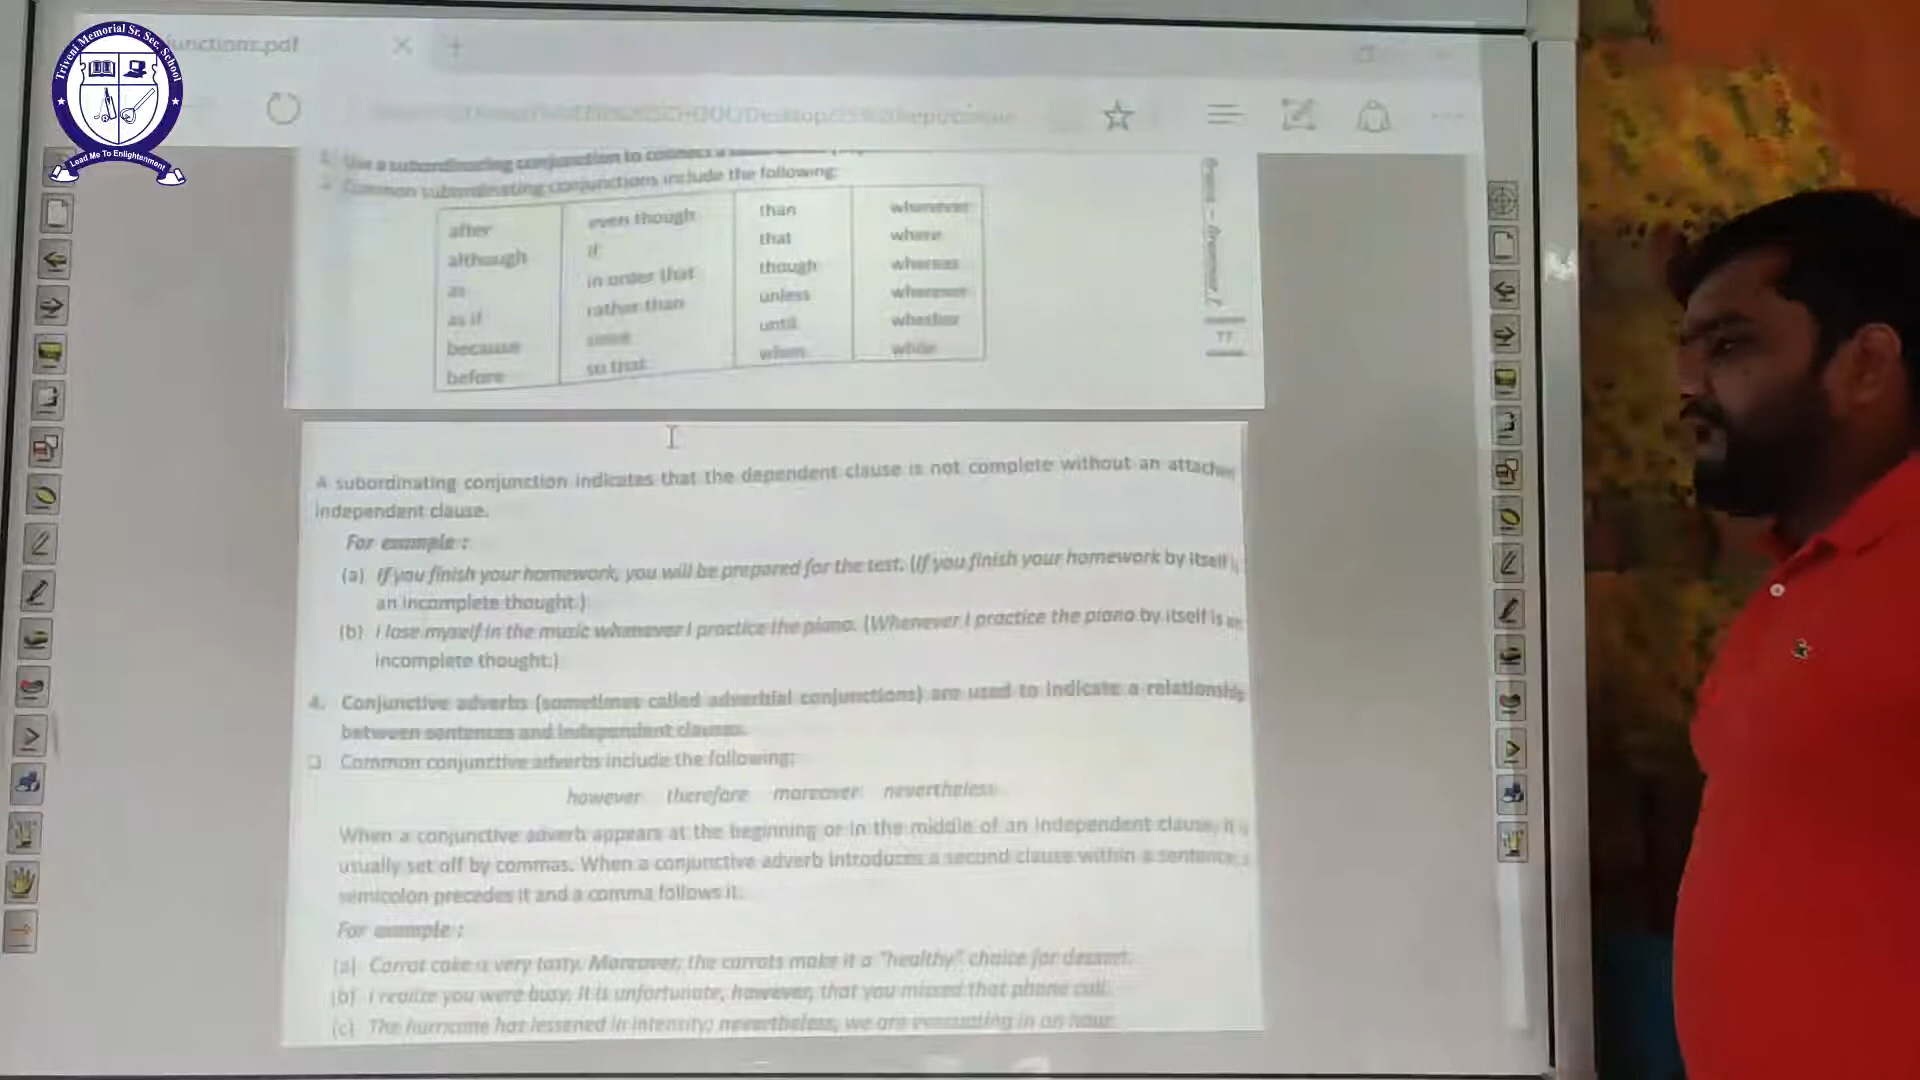 Triveni Memorial Sr. Sec. School
Lead Me To Enlightenment
junctions.pdf
Use a subordinating conjunction to connect a
Common subordinating conjunctions include the following:
after
although
as
as if
because
before
even though
if
in order that
rather than
since
so that
than
that
though
unless
until
when
whenever
where
whereas
wherever
whether
while
77
A subordinating conjunction indicates that the dependent clause is not complete without an
independent clause.
For example :
(a) If you finish your homework, you will be prepared for the test. (If you finish your homework by itself
an incomplete thought.)
(b) I lose myself in the music whenever I practice the piano. (Whenever I practice the piano by itself is an
incomplete thought.)
4. Conjunctive adverbs (sometimes called adverbial conjunctions) are used to indicate a relationship
between sentences and independent clauses.
Common conjunctive adverbs include the following:
however therefore moreover nevertheless
When a conjunctive adverb appears at the beginning or in the middle of an independent clause, it
usually set off by commas. When a conjunctive adverb introduces a second clause within a sentence,
semicolon precedes it and a comma follows it.
For example :
(a) Carrot cake is very tasty. Moreover, the carrots make it a "healthy" choice for dessert.
(b) I realize you were busy. It is unfortunate, however, that you missed that phone call.
(c) The hurricane has lessened in intensity; nevertheless, we are evacuating in an hour.